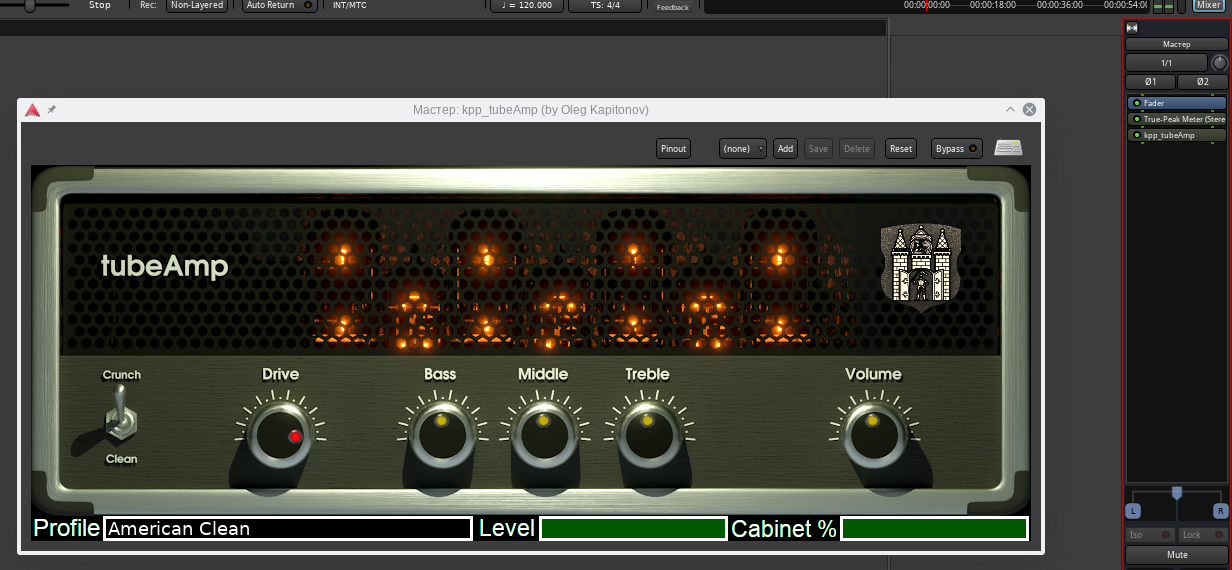 Stop Rec: Non-Layered Auto Return INT/MTC ♩ = 120.000 TS: 4/4 Feedback 00:00:00:00 00:00:18:00 00:00:36:00 00:00:54:00 Mixer
Мастер
1/1
Ø1 Ø2
Fader
True-Peak Meter (Stere
kpp_tubeAmp
Мастер: kpp_tubeAmp (by Oleg Kapitonov)
Pinout (none) Add Save Delete Reset Bypass
tubeAmp
Crunch Drive Bass Middle Treble Volume
Clean
Profile American Clean Level Cabinet %
L R
Iso Lock
Mute